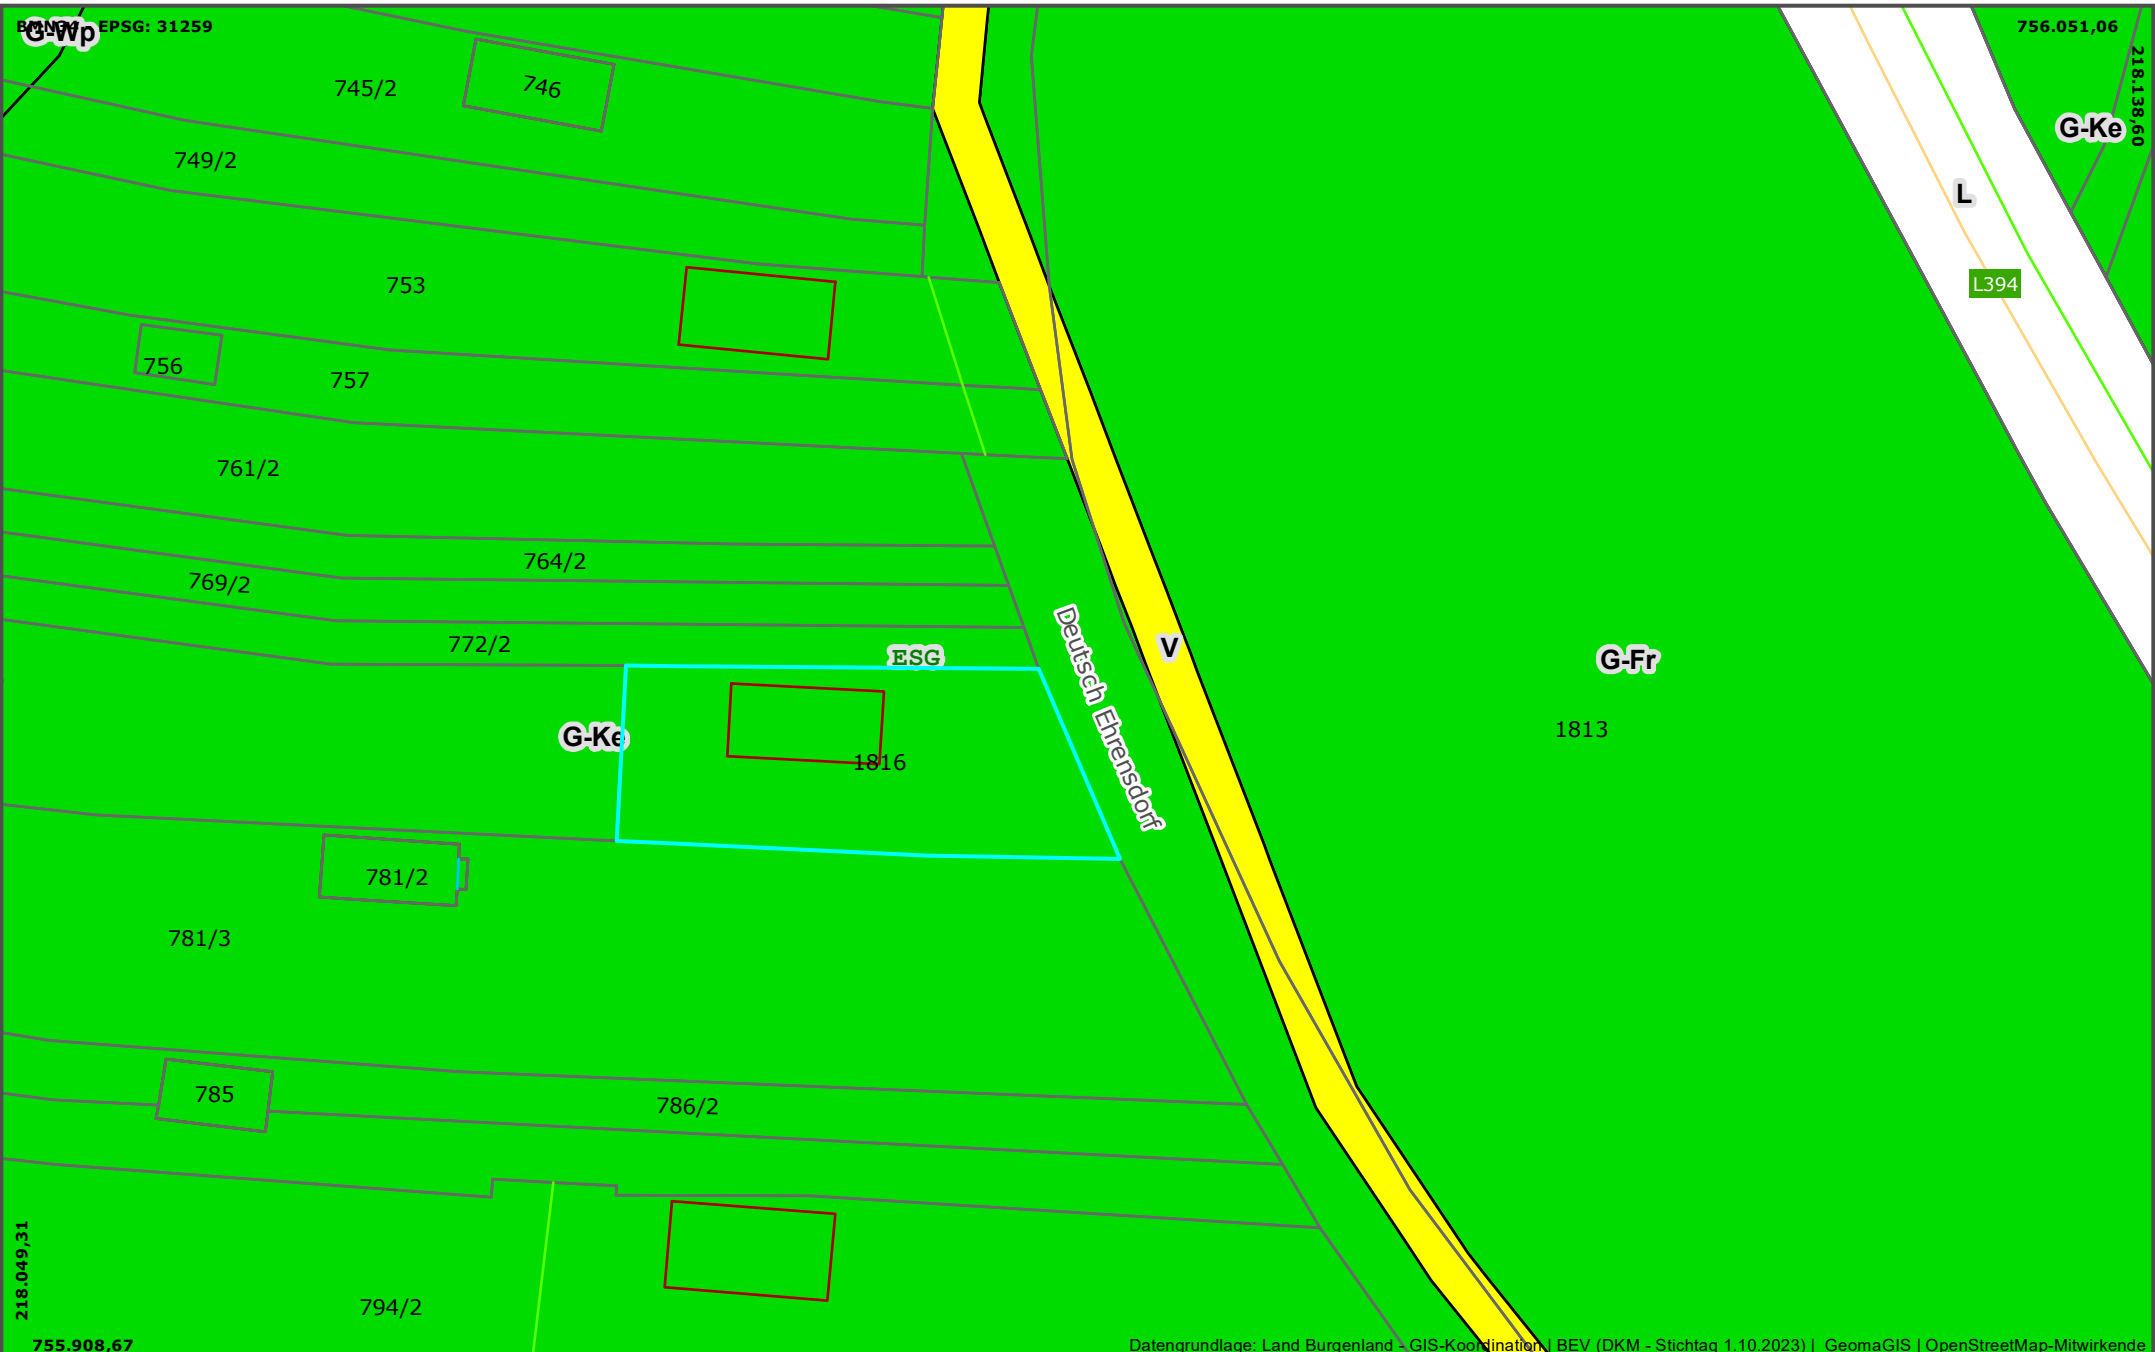 BMN34 - EPSG: 31259
756.051,06
G-Wp
218.138,60
745/2
746
G-Ke
749/2
L
753
L394
756
757
761/2
764/2
769/2
772/2
ESG
Deutsch Ehrensdorf
V
G-Fr
G-Ke
1813
1816
781/2
781/3
785
786/2
218.049,31
794/2
755.908,67
Datengrundlage: Land Burgenland - GIS-Koordination | BEV (DKM - Stichtag 1.10.2023) | GeomaGIS | OpenStreetMap-Mitwirkende